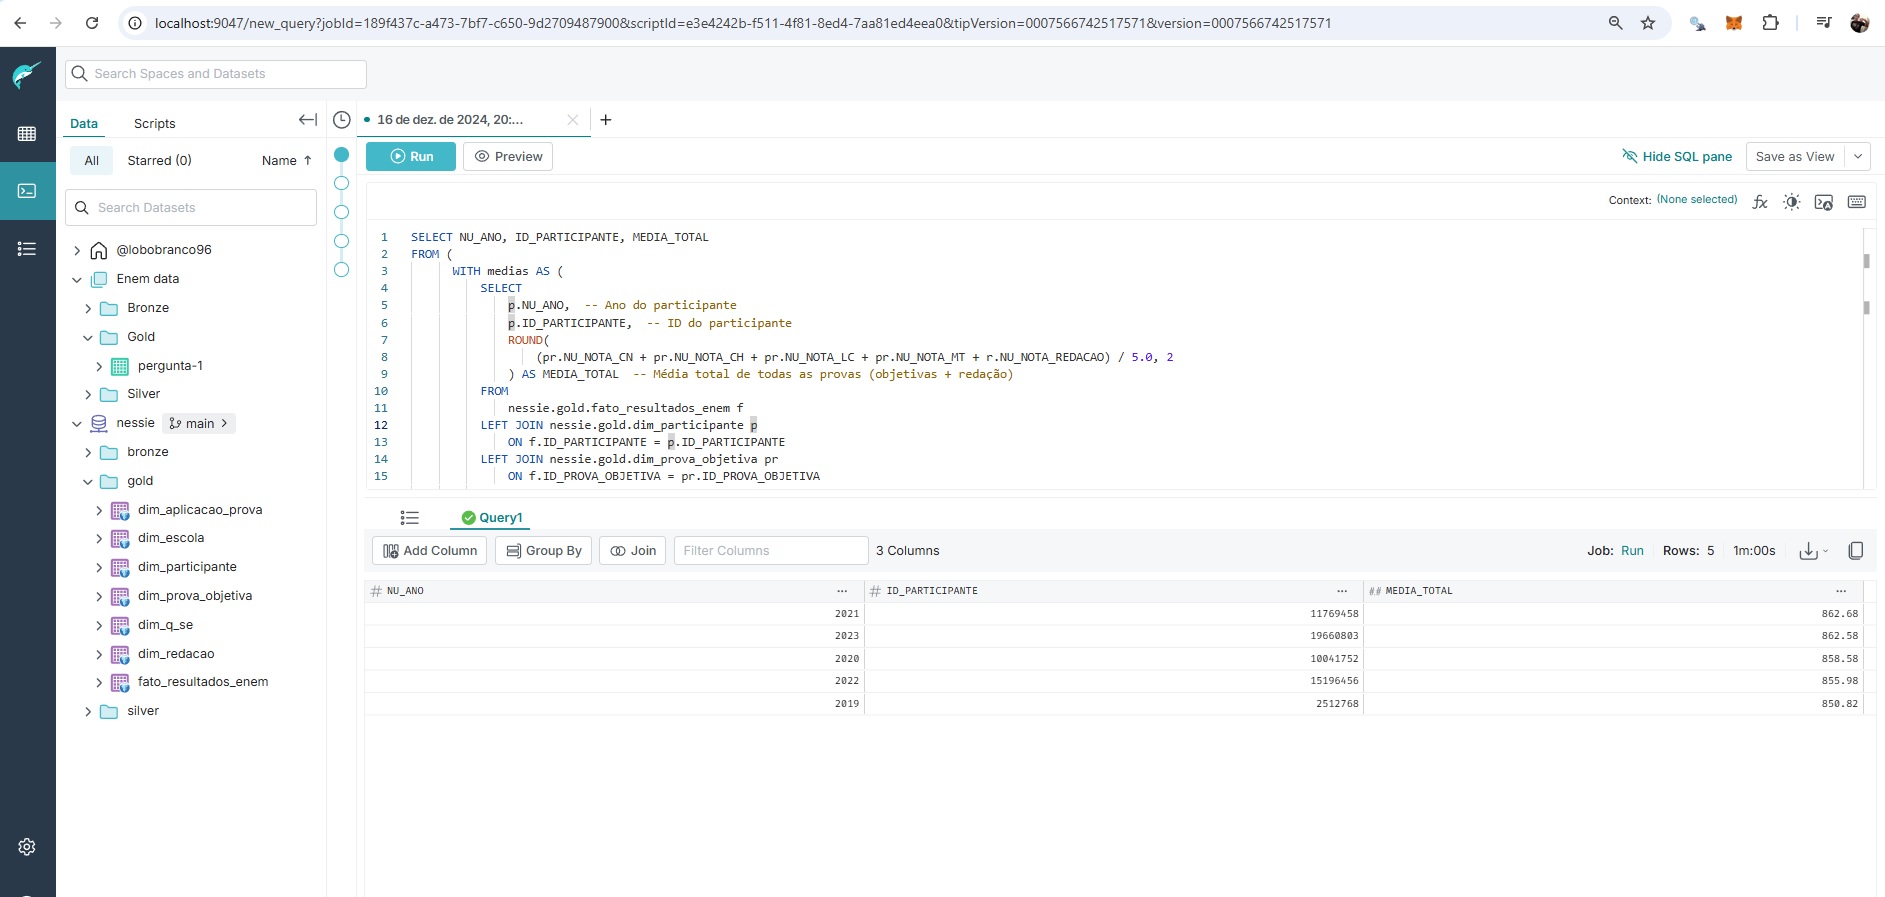 localhost:9047/new_query?jobId=189f437c-a473-7bf7-c650-9d2709487900&scriptId=e3e4242b-f511-4f81-8ed4-7aa81ed4eea0&tipVersion=0007566742517571&version=0007566742517571
Search Spaces and Datasets
Data
Scripts
16 de dez. de 2024, 20:...
All
Starred (0)
Name
Run
Preview
Hide SQL pane
Save as View
Search Datasets
Context: (None selected)
fx
@lobobranco96
Enem data
Bronze
Gold
pergunta-1
Silver
nessie
main
bronze
gold
dim_aplicacao_prova
dim_escola
dim_participante
dim_prova_objetiva
dim_q_se
dim_redacao
fato_resultados_enem
silver
1 SELECT NU_ANO, ID_PARTICIPANTE, MEDIA_TOTAL
2 FROM (
3 WITH medias AS (
4 SELECT
5 p.NU_ANO, -- Ano do participante
6 p.ID_PARTICIPANTE, -- ID do participante
7 ROUND(
8 (pr.NU_NOTA_CN + pr.NU_NOTA_CH + pr.NU_NOTA_LC + pr.NU_NOTA_MT + r.NU_NOTA_REDACAO) / 5.0, 2
9 ) AS MEDIA_TOTAL -- Média total de todas as provas (objetivas + redação)
10 FROM
11 nessie.gold.fato_resultados_enem f
12 LEFT JOIN nessie.gold.dim_participante p
13 ON f.ID_PARTICIPANTE = p.ID_PARTICIPANTE
14 LEFT JOIN nessie.gold.dim_prova_objetiva pr
15 ON f.ID_PROVA_OBJETIVA = pr.ID_PROVA_OBJETIVA
Query1
Add Column
Group By
Join
Filter Columns
3 Columns
Job: Run
Rows: 5
1m:00s
# NU_ANO ... # ID_PARTICIPANTE ... ## MEDIA_TOTAL ...
2021 11769458 862.68
2023 19660803 862.58
2020 10041752 858.58
2022 15196456 855.98
2019 2512768 850.82